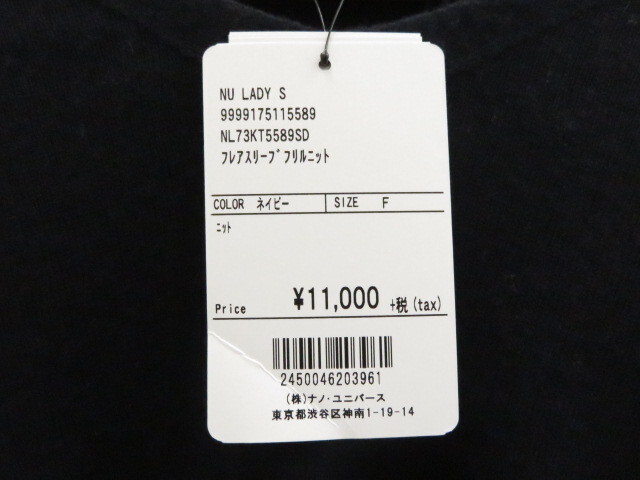 NU LADY S
9999175115589
NL73KT5589SD
ﾌﾚｱｽﾘｰﾌﾞﾌﾘﾙﾆｯﾄ
COLOR ネイビー SIZE F
ﾆｯﾄ
Price ¥11,000 +税(tax)
2450046203961
(株)ナノ・ユニバース
東京都渋谷区神南1-19-14